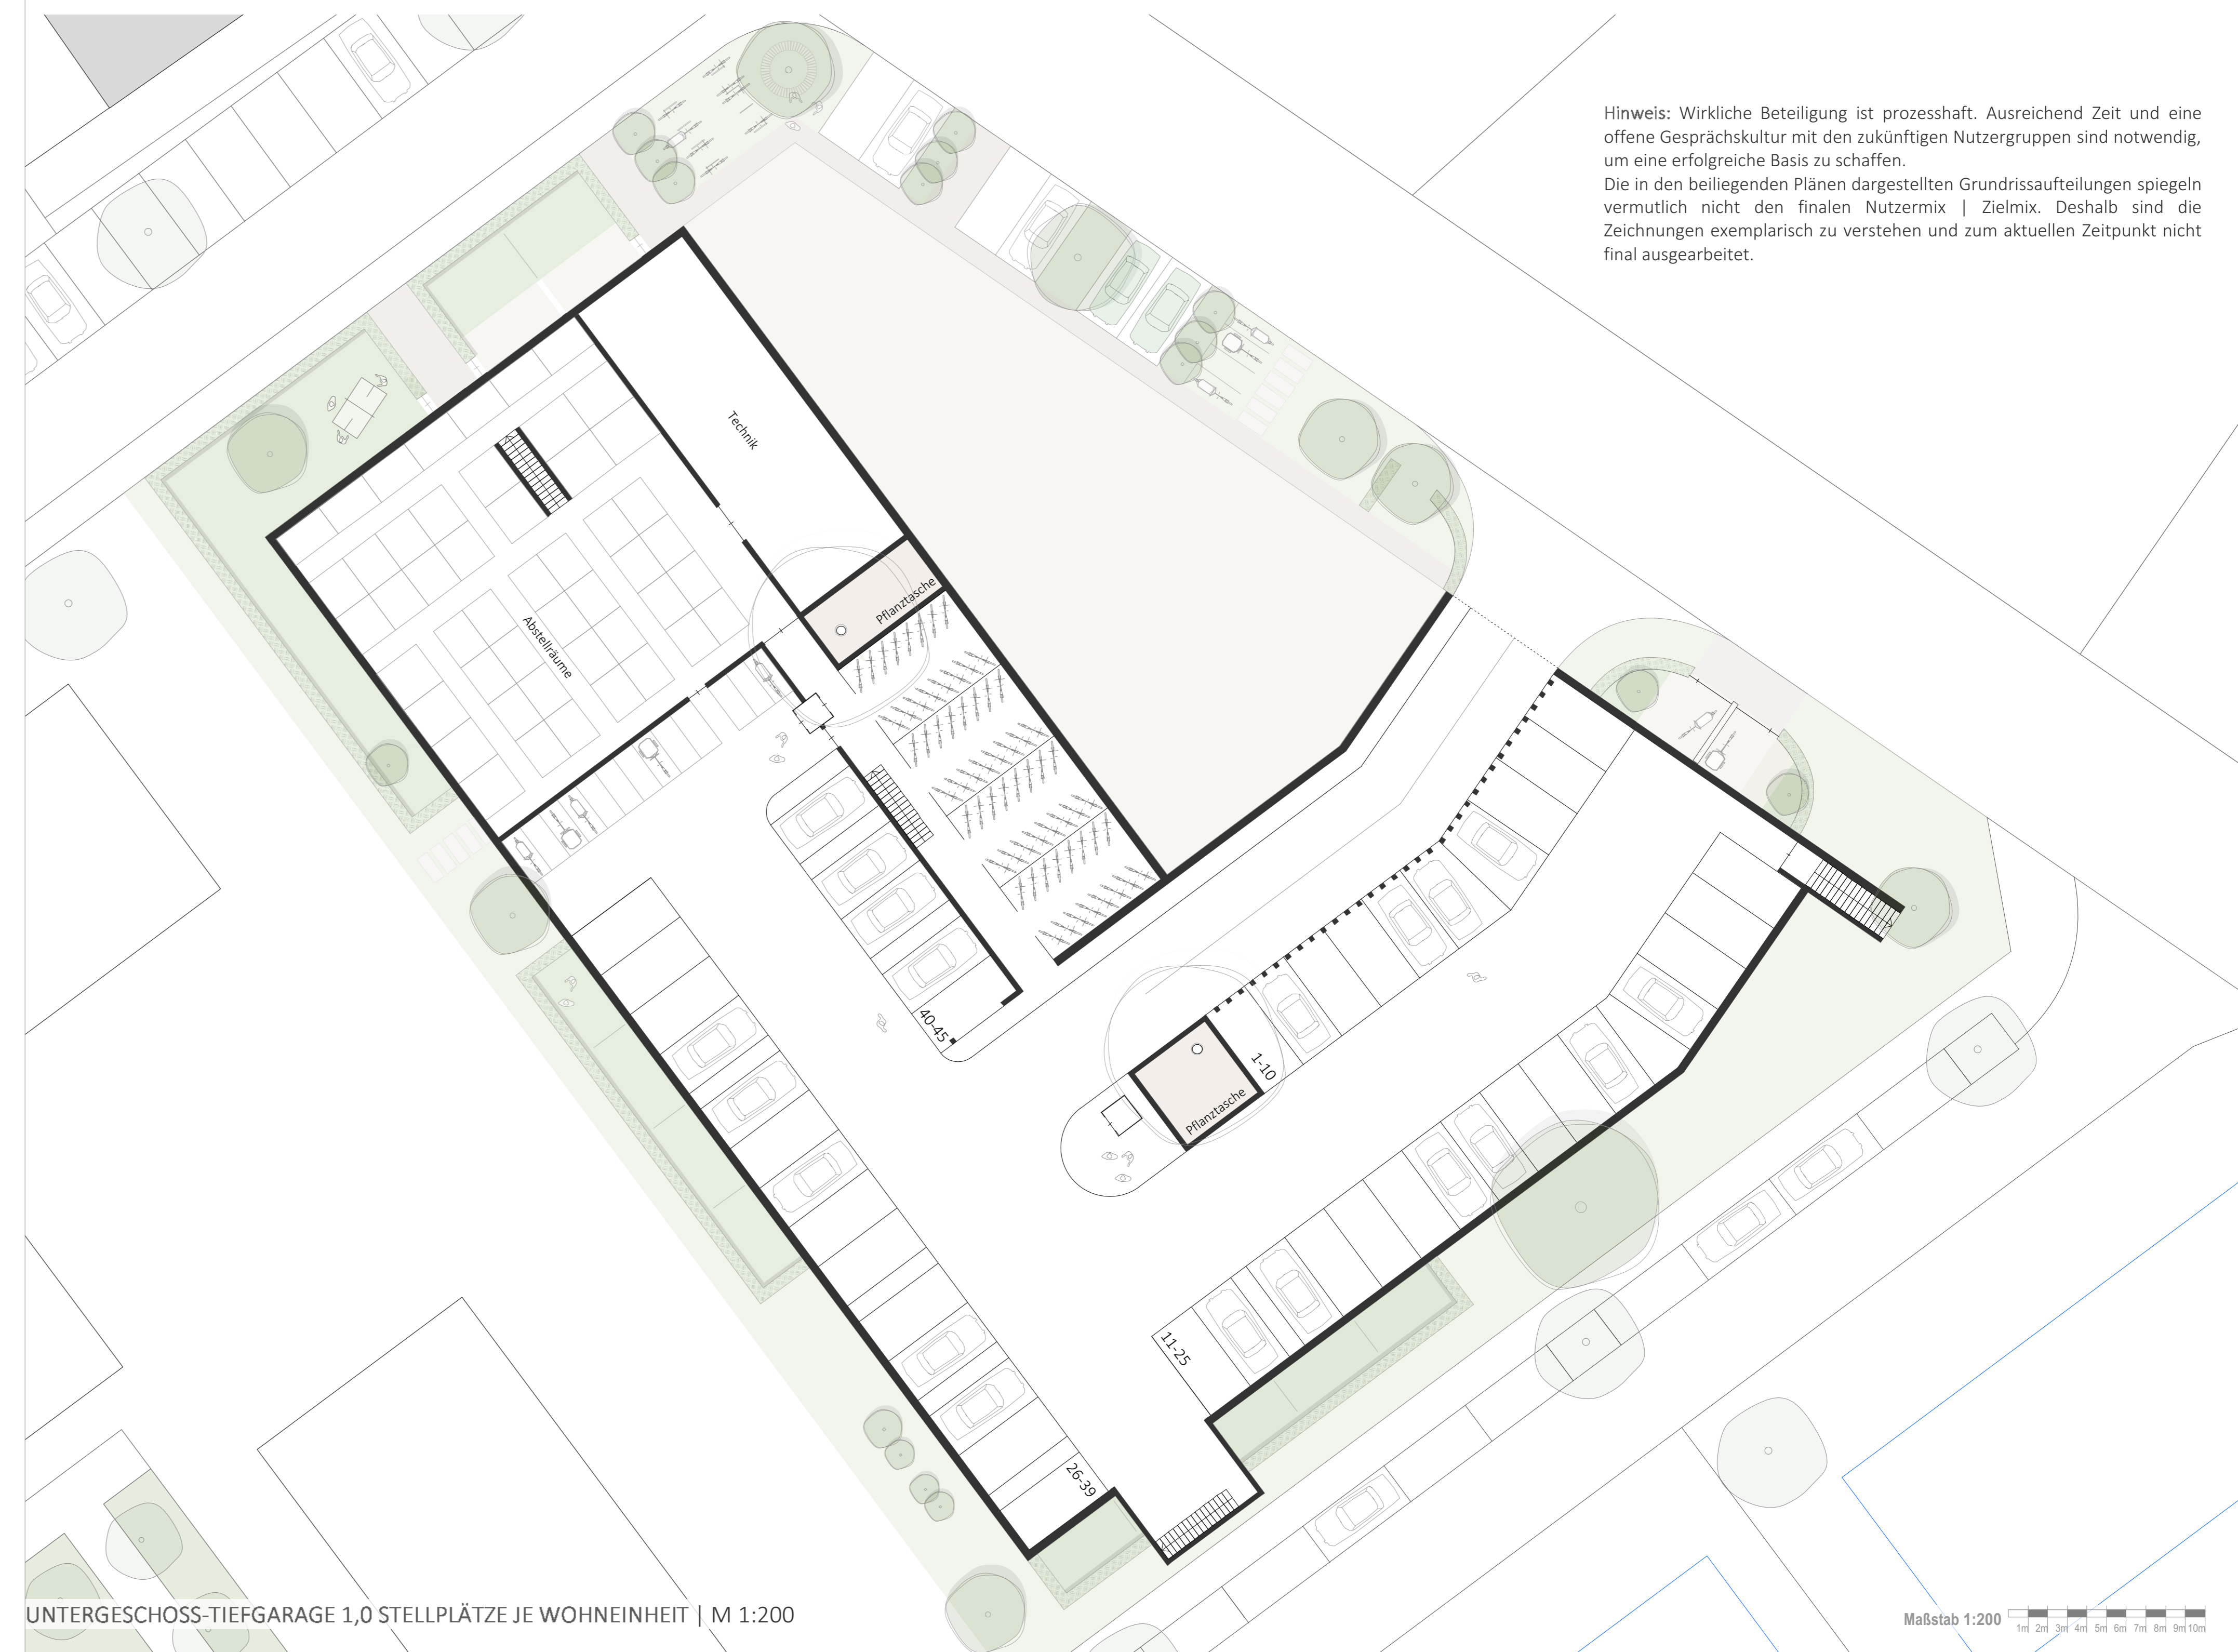 Hinweis: Wirkliche Beteiligung ist prozesshaft. Ausreichend Zeit und eine
offene Gesprächskultur mit den zukünftigen Nutzergruppen sind notwendig,
um eine erfolgreiche Basis zu schaffen.
Die in den beiliegenden Plänen dargestellten Grundrissaufteilungen spiegeln
vermutlich nicht den finalen Nutzermix | Zielmix. Deshalb sind die
Zeichnungen exemplarisch zu verstehen und zum aktuellen Zeitpunkt nicht
final ausgearbeitet.
Technik
Pflanztasche
Abstellräume
40-45
1-10
Pflanztasche
11-25
26-39
UNTERGESCHOSS-TIEFGARAGE 1,0 STELLPLÄTZE JE WOHNEINHEIT | M 1:200
Maßstab 1:200
1m 2m 3m 4m 5m 6m 7m 8m 9m 10m